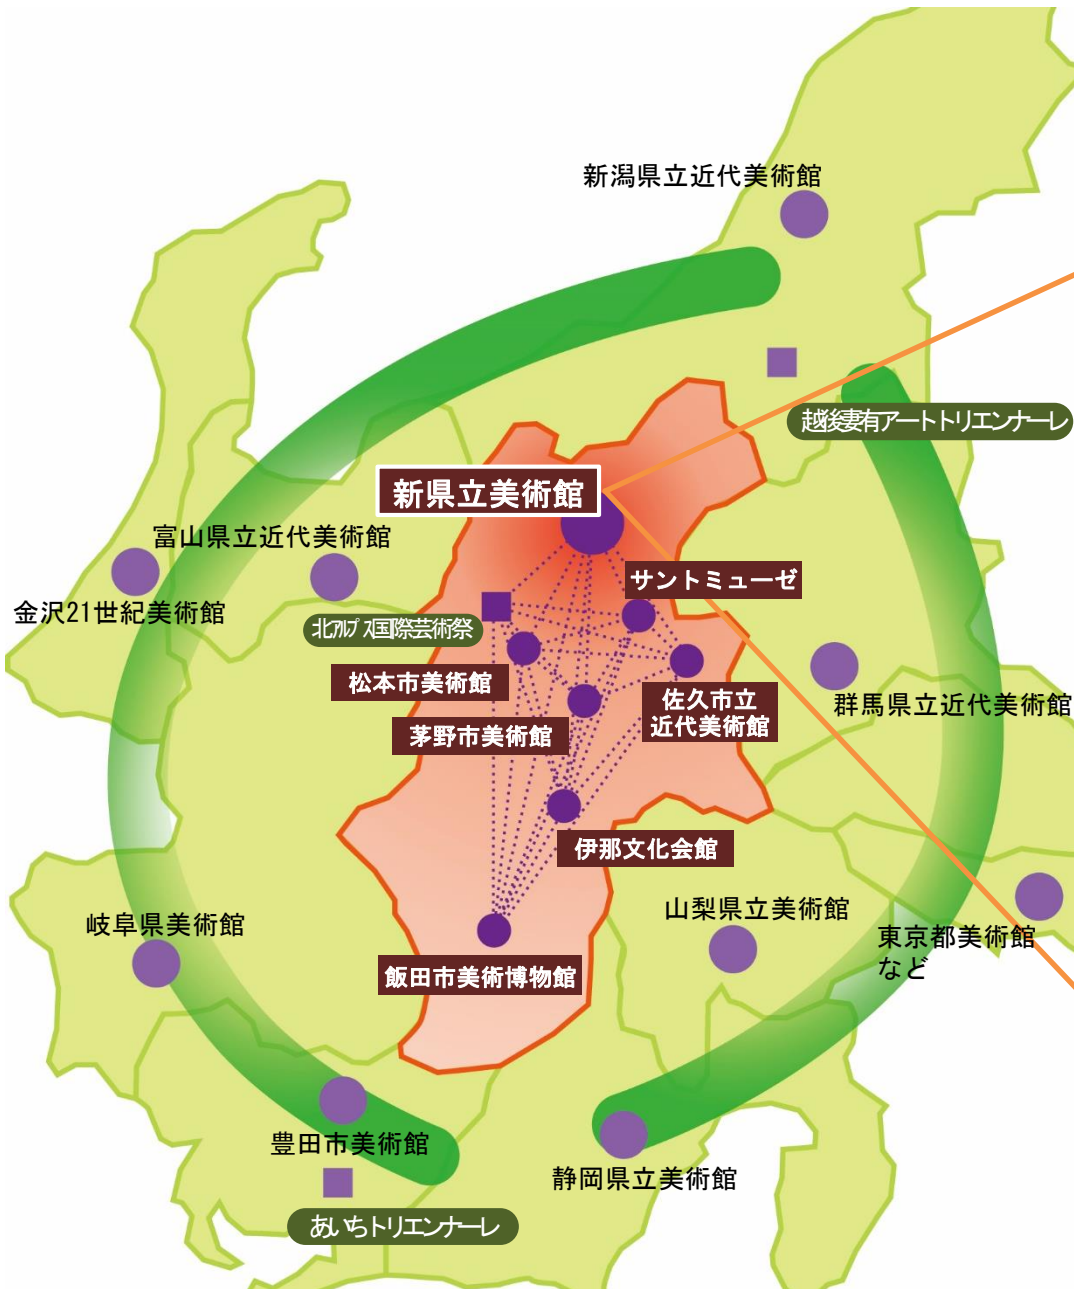 新潟県立近代美術館
越後妻有アートトリエンナーレ
新県立美術館
富山県立近代美術館
サントミューゼ
金沢21世紀美術館
北アルプス国際芸術祭
松本市美術館
佐久市立
近代美術館
群馬県立近代美術館
茅野市美術館
伊那文化会館
山梨県立美術館
岐阜県美術館
東京都美術館
など
飯田市美術博物館
豊田市美術館
静岡県立美術館
あいちトリエンナーレ